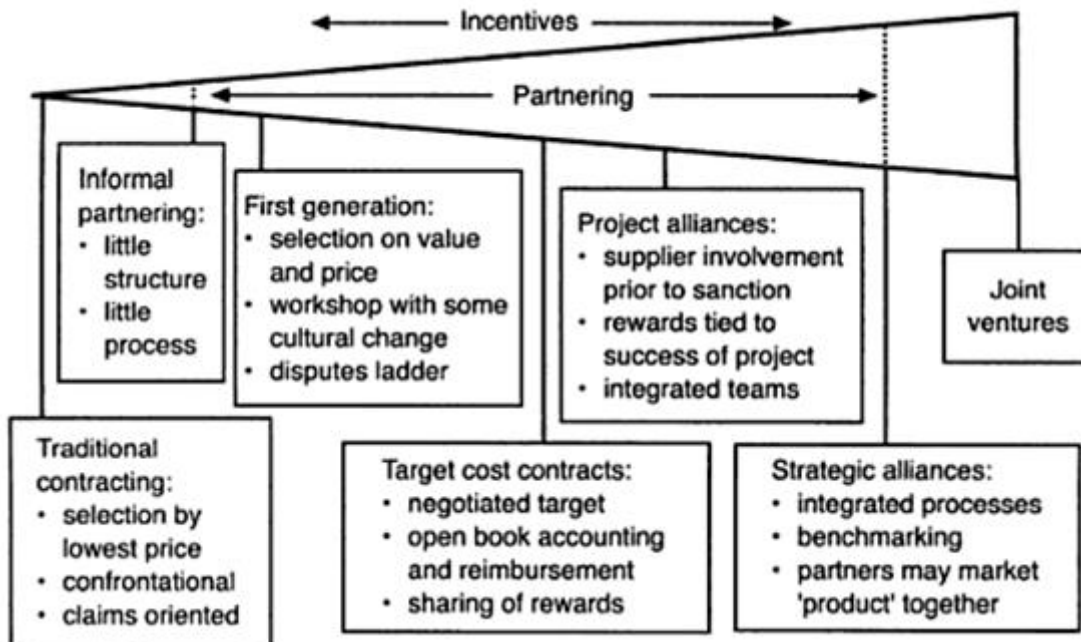 Incentives
Partnering
Informal
partnering:
• little
structure
• little
process
First generation:
• selection on value
and price
• workshop with some
cultural change
• disputes ladder
Project alliances:
• supplier involvement
prior to sanction
• rewards tied to
success of project
• integrated teams
Joint
ventures
Traditional
contracting:
• selection by
lowest price
• confrontational
• claims oriented
Target cost contracts:
• negotiated target
• open book accounting
and reimbursement
• sharing of rewards
Strategic alliances:
• integrated processes
• benchmarking
• partners may market
'product' together